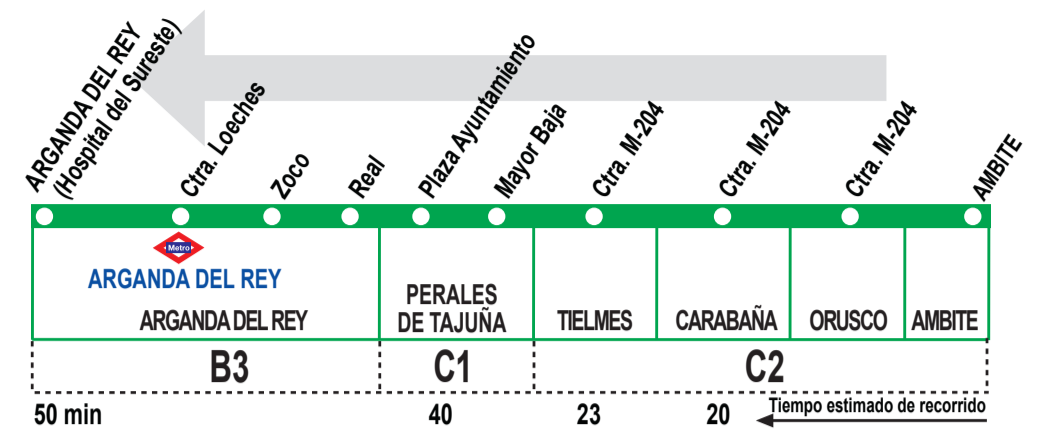 ARGANDA DEL REY
(Hospital del Sureste)
Ctra. Loeches
Zoco
Real
Plaza Ayuntamiento
Mayor Baja
Ctra. M-204
Ctra. M-204
Ctra. M-204
AMBITE
Metro
ARGANDA DEL REY
ARGANDA DEL REY
PERALES
DE TAJUÑA
TIELMES
CARABAÑA
ORUSCO
AMBITE
B3
C1
C2
50 min
40
23
20
Tiempo estimado de recorrido